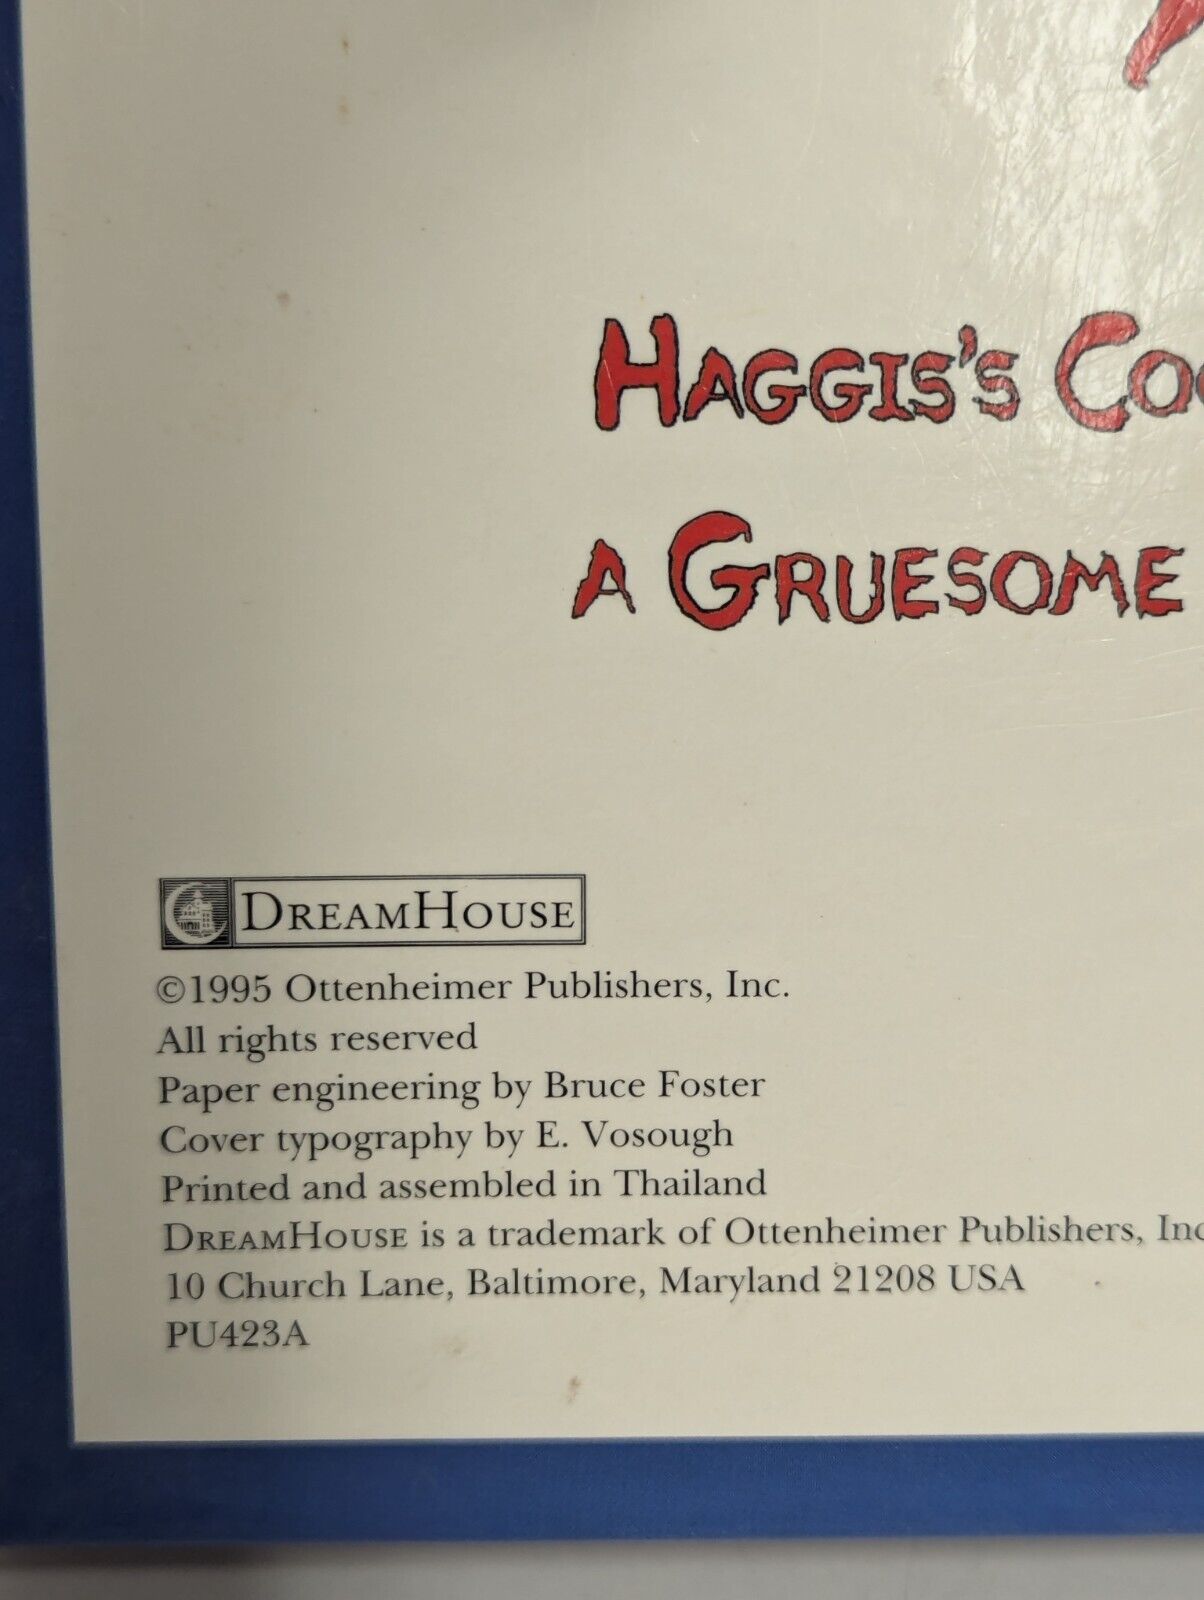 HAGGIS'S
A GRUESOME
DREAMHOUSE
©1995 Ottenheimer Publishers, Inc.
All rights reserved
Paper engineering by Bruce Foster
Cover typography by E. Vosough
Printed and assembled in Thailand
DREAMHOUSE is a trademark of Ottenheimer Publishers, Inc
10 Church Lane, Baltimore, Maryland 21208 USA
PU423A